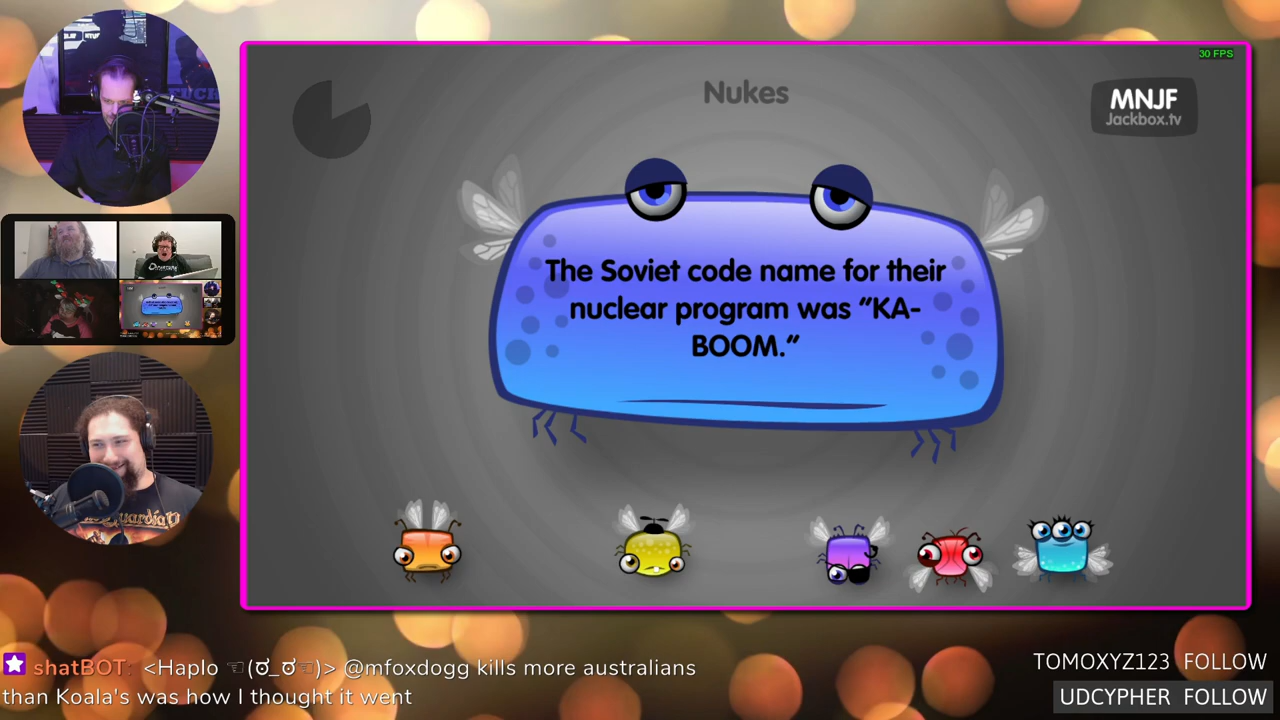 30 FPS
Nukes
MNJF
Jackbox.tv
The Soviet code name for their
nuclear program was “KA-
BOOM.”
shatBOT: <Haplo ☜(ಠ_ಠ☜)> @mfoxdogg kills more australians
than Koala's was how I thought it went
TOMOXYZ123 FOLLOW
UDCYPHER FOLLOW